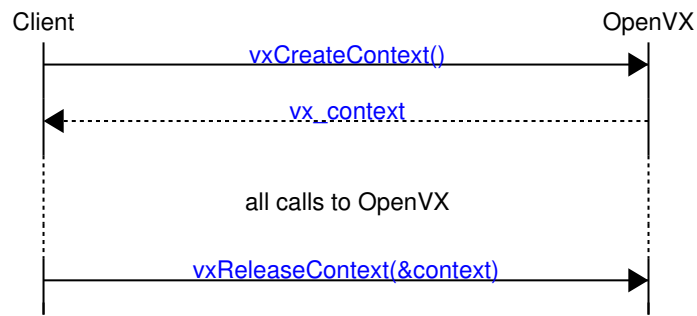 Client OpenVX
vxCreateContext()
vx_context
all calls to OpenVX
vxReleaseContext(&context)